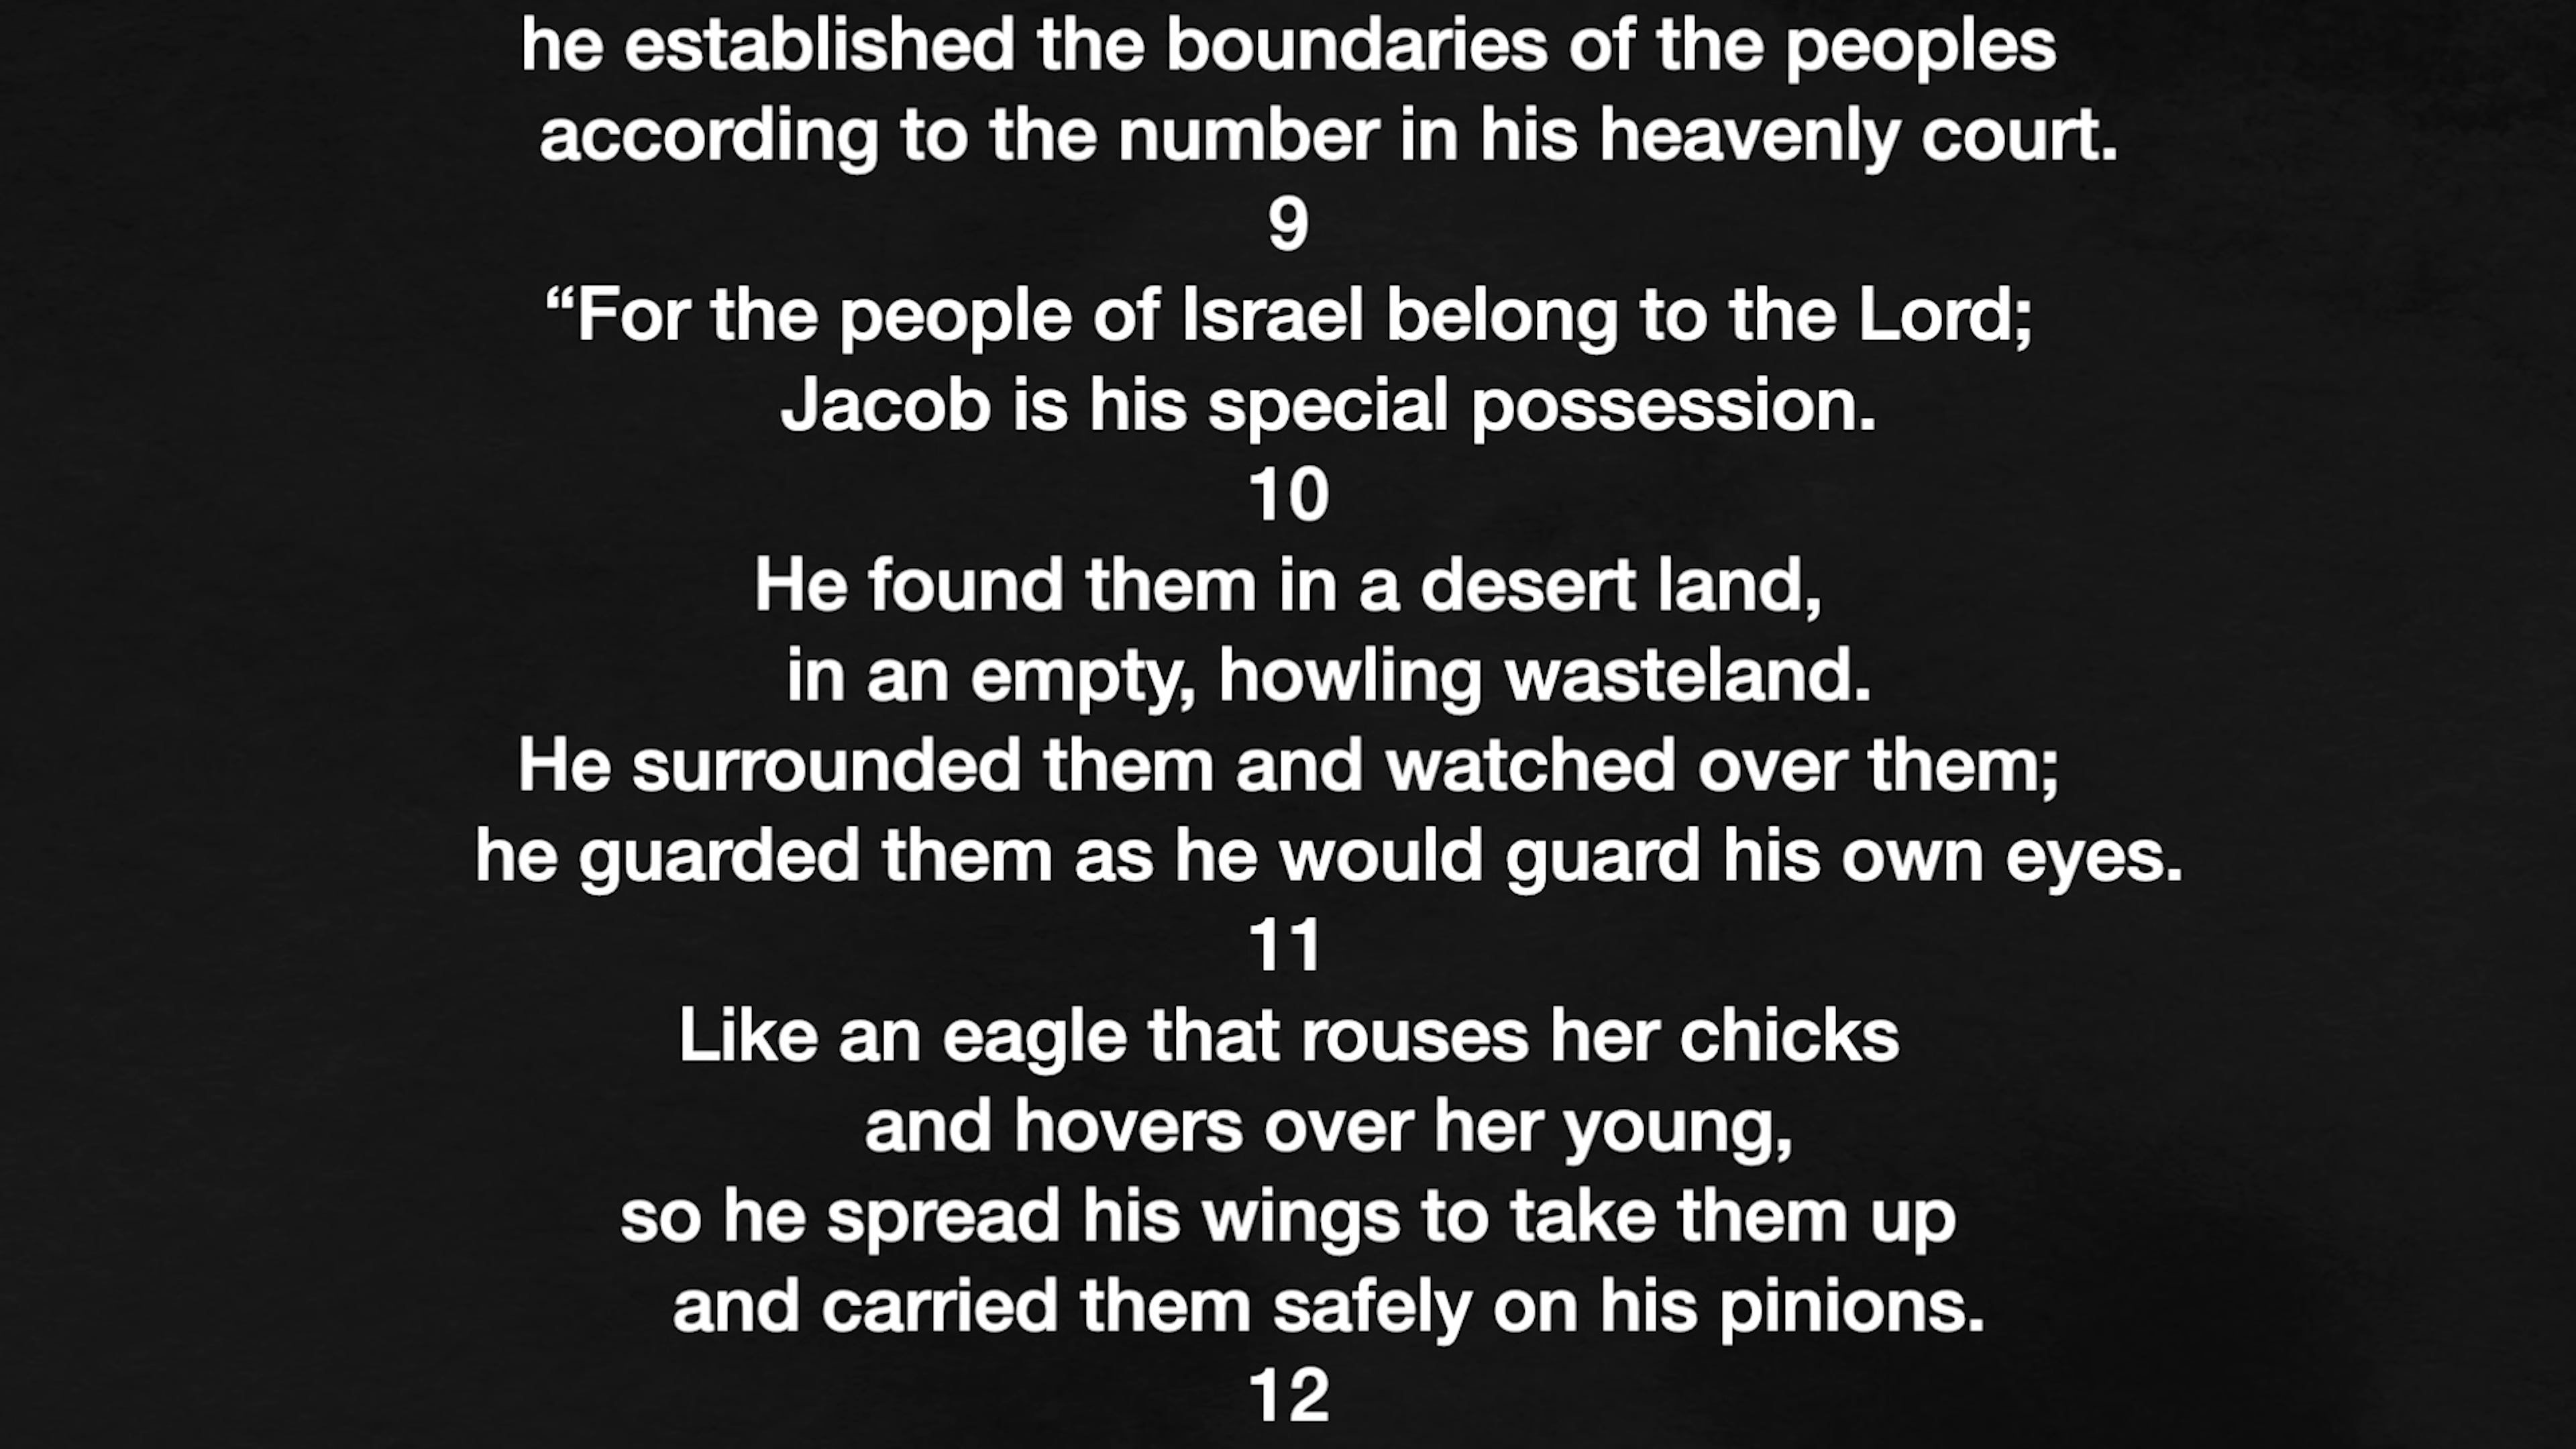 he established the boundaries of the peoples
according to the number in his heavenly court.
9
“For the people of Israel belong to the Lord;
Jacob is his special possession.
10
He found them in a desert land,
in an empty, howling wasteland.
He surrounded them and watched over them;
he guarded them as he would guard his own eyes.
11
Like an eagle that rouses her chicks
and hovers over her young,
so he spread his wings to take them up
and carried them safely on his pinions.
12